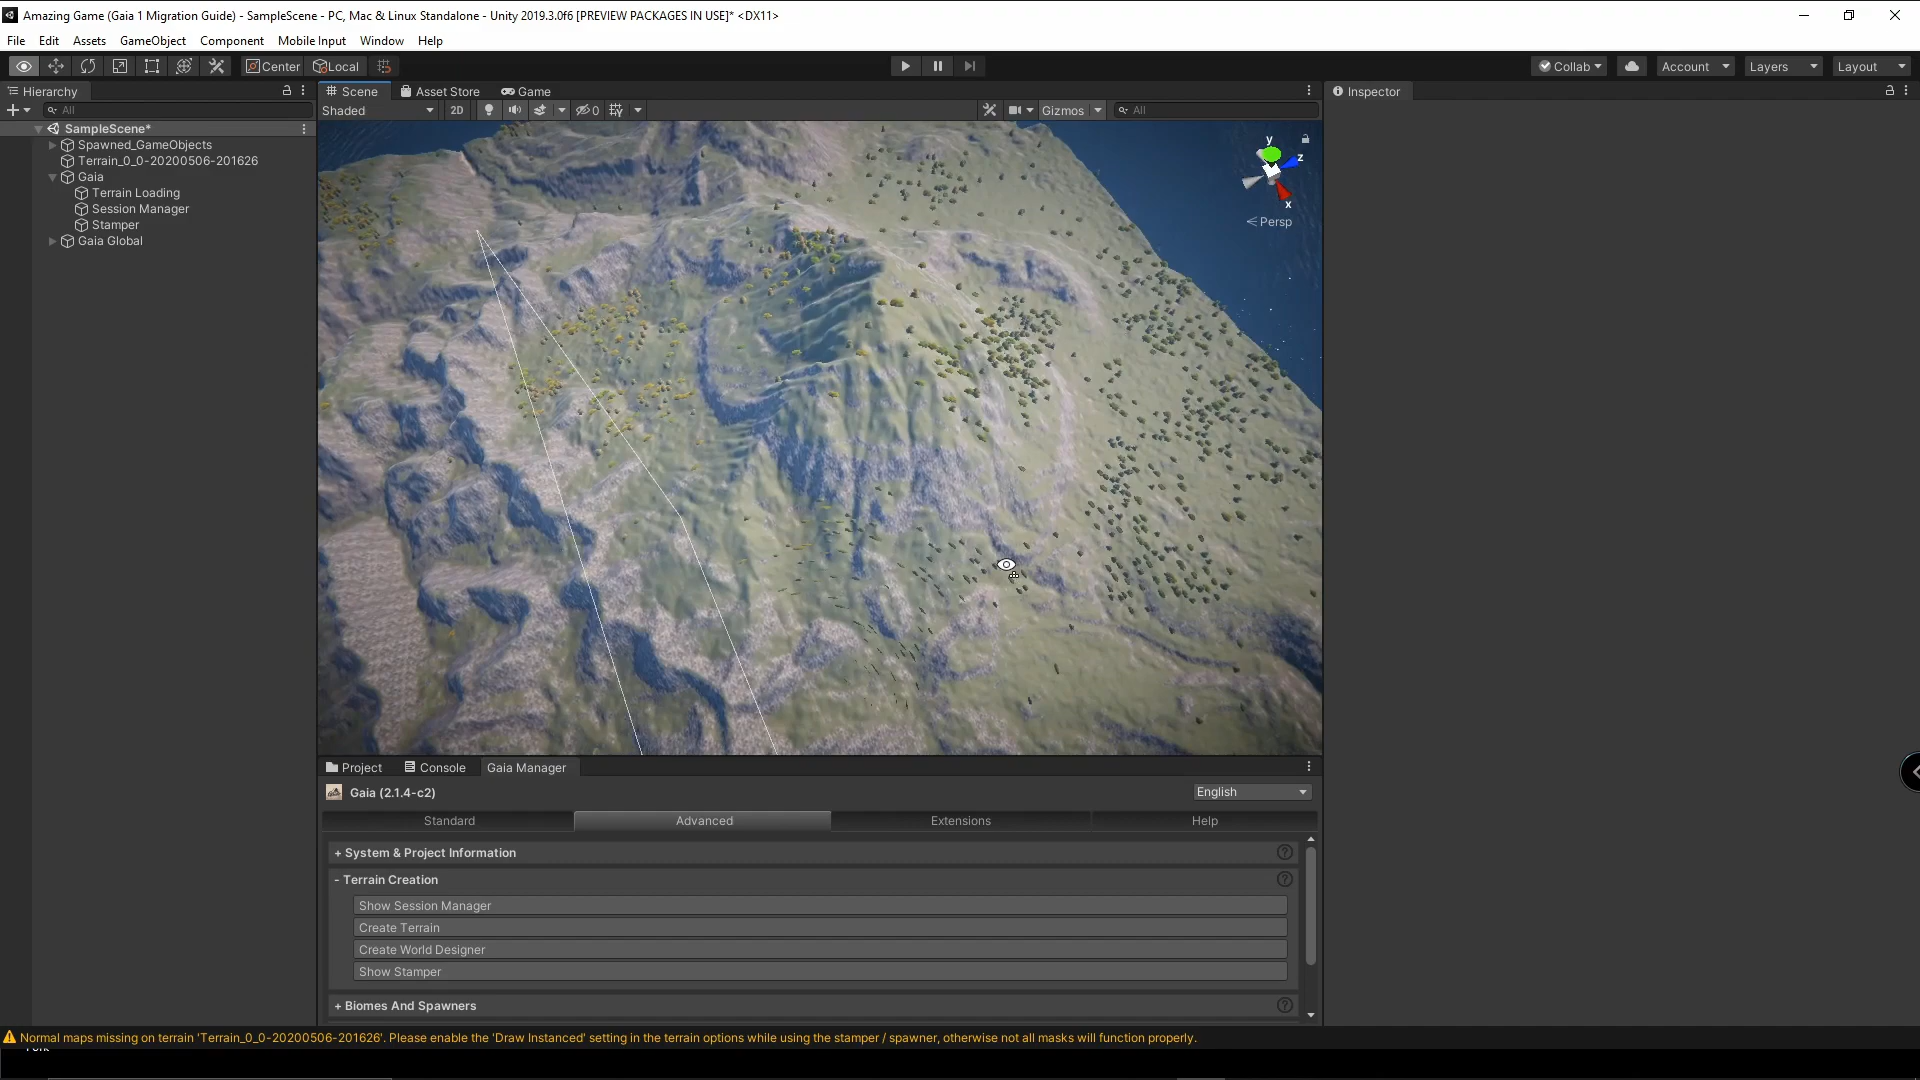 Amazing Game (Gaia 1 Migration Guide) - SampleScene - PC, Mac & Linux Standalone - Unity 2019.3.0f6 [PREVIEW PACKAGES IN USE]* <DX11>
File Edit Assets GameObject Component Mobile Input Window Help
Center Local Collab Account Layers Layout
Hierarchy Scene Asset Store Game Inspector
All Shaded 2D 0 Gizmos All
SampleScene*
Spawned_GameObjects
Terrain_0_0-20200506-201626
Gaia
Terrain Loading
Session Manager
Stamper
Gaia Global
y
z
x
< Persp
Project Console Gaia Manager
Gaia (2.1.4-c2) English
Standard Advanced Extensions Help
+ System & Project Information ?
- Terrain Creation ?
Show Session Manager
Create Terrain
Create World Designer
Show Stamper
+ Biomes And Spawners ?
Normal maps missing on terrain 'Terrain_0_0-20200506-201626'. Please enable the 'Draw Instanced' setting in the terrain options while using the stamper / spawner, otherwise not all masks will function properly.